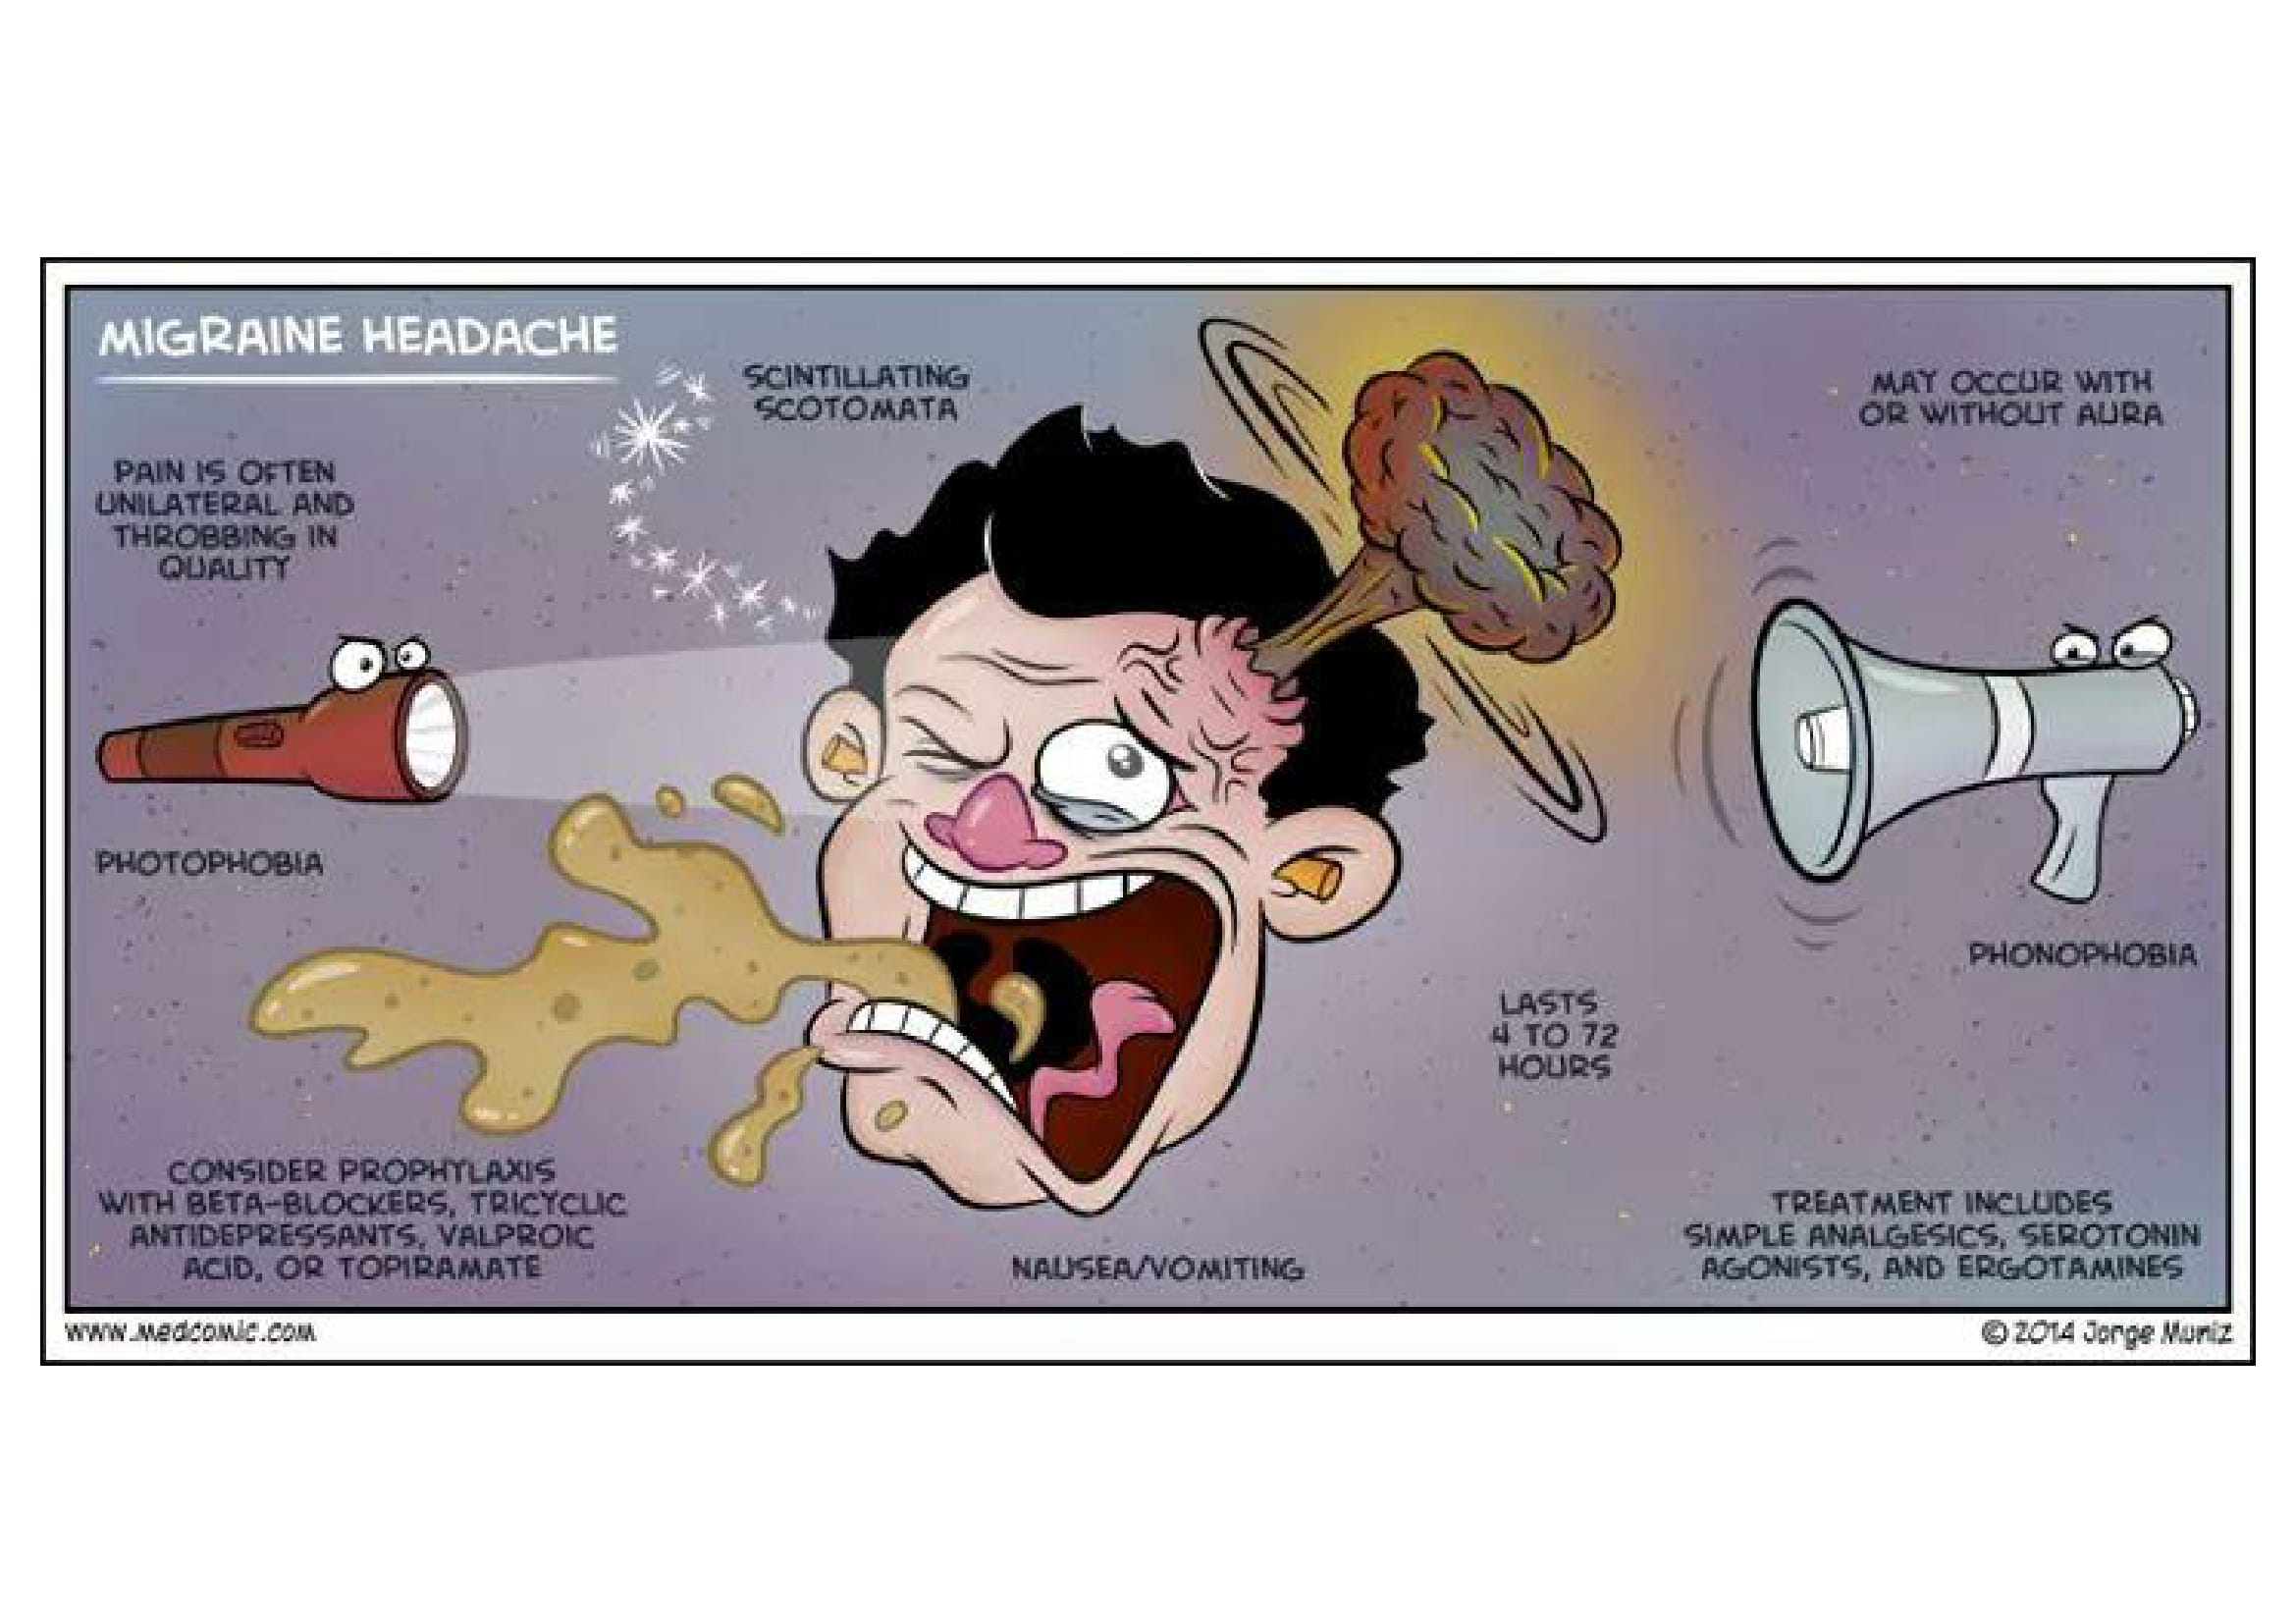 MIGRAINE HEADACHE
SCINTILLATING
SCOTOMATA
MAY OCCUR WITH
OR WITHOUT AURA
PAIN IS OFTEN
UNILATERAL AND
THROBBING IN
QUALITY
PHOTOPHOBIA
PHONOPHOBIA
LASTS
4 TO 72
HOURS
CONSIDER PROPHYLAXIS
WITH BETA-BLOCKERS, TRICYCLIC
ANTIDEPRESSANTS, VALPROIC
ACID, OR TOPIRAMATE
NAUSEA/VOMITING
TREATMENT INCLUDES
SIMPLE ANALGESICS, SEROTONIN
AGONISTS, AND ERGOTAMINES
www.medcomic.com
© 2014 Jorge Muniz